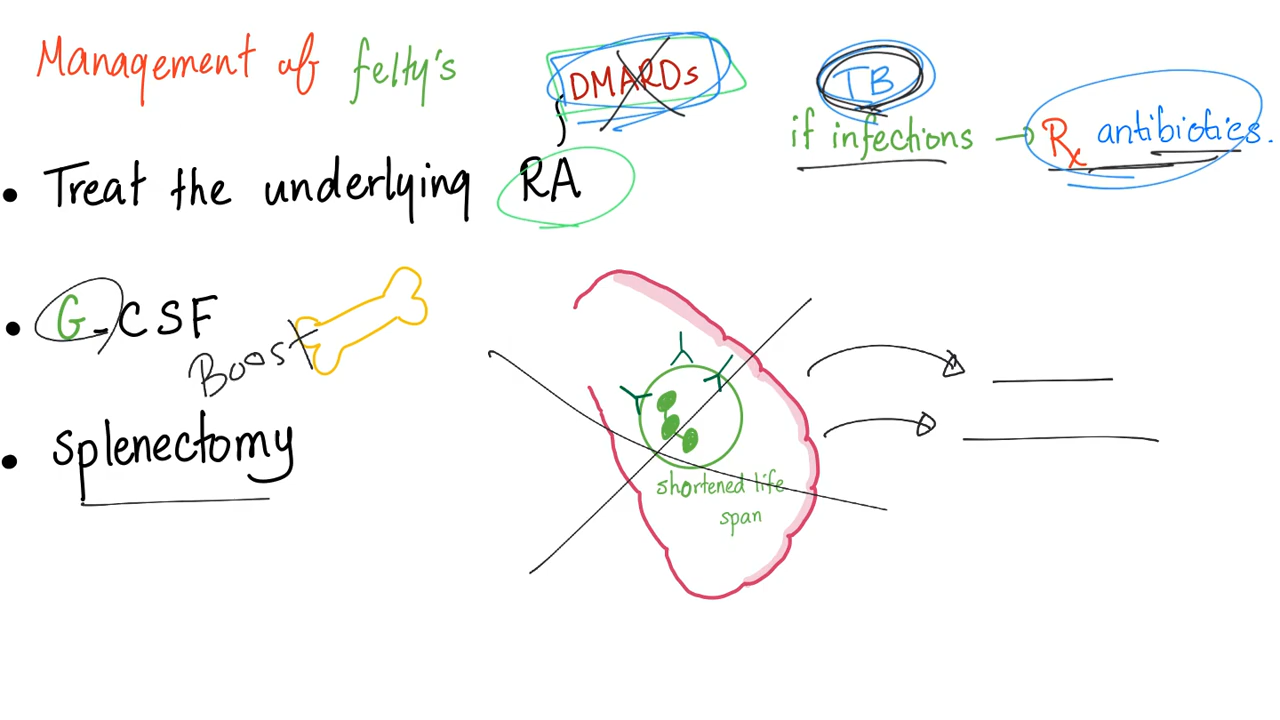 Management of felty's
DMARDs
TB
if infections → Rx antibiotics.
• Treat the underlying RA
• G-CSF
Boost
• Splenectomy
shortened life
span